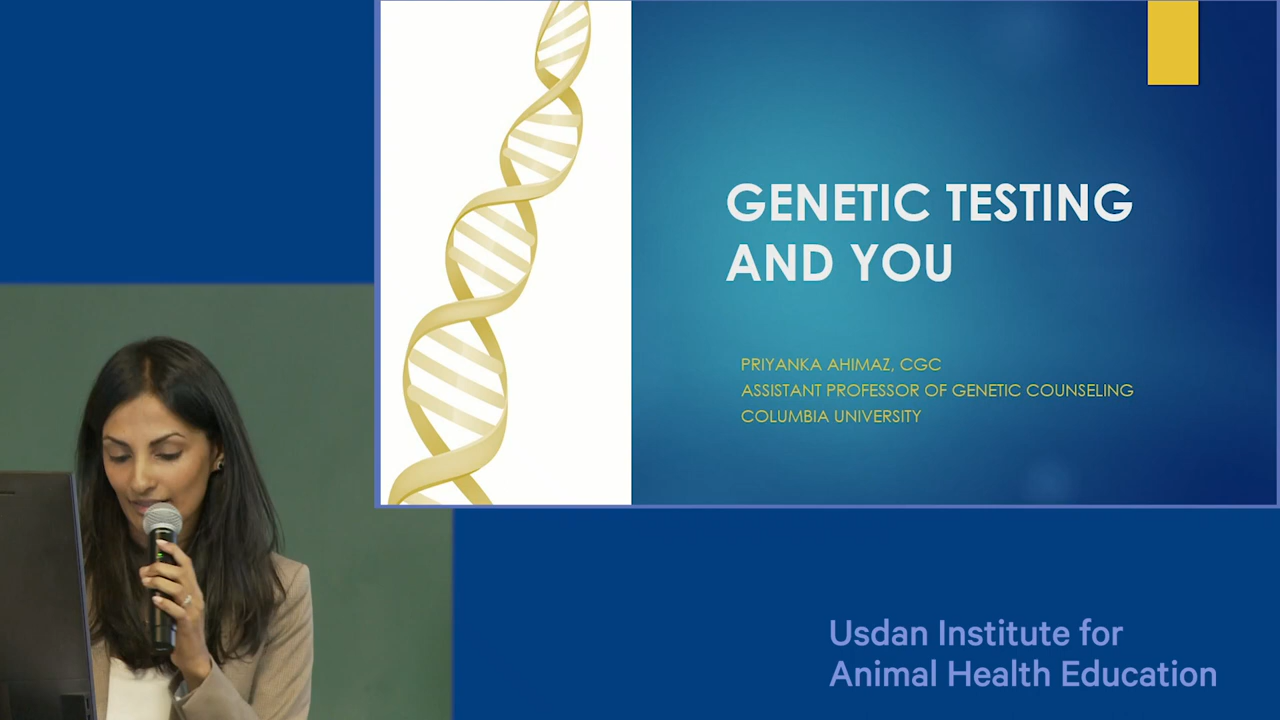 GENETIC TESTING
AND YOU
PRIYANKA AHIMAZ, CGC
ASSISTANT PROFESSOR OF GENETIC COUNSELING
COLUMBIA UNIVERSITY
Usdan Institute for
Animal Health Education